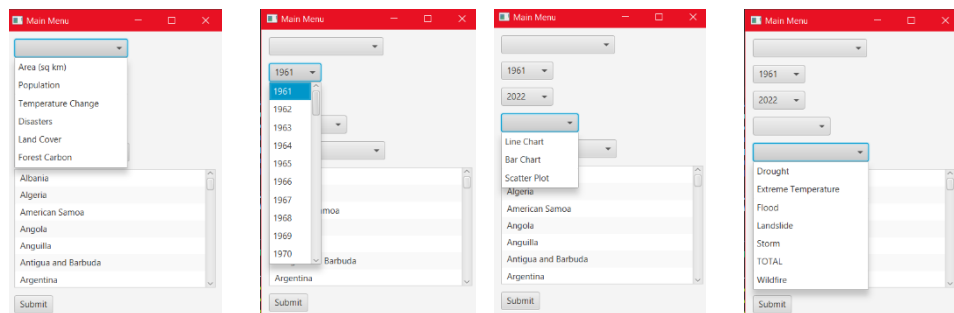 Main Menu
Area (sq km)
Population
Temperature Change
Disasters
Land Cover
Forest Carbon
Albania
Algeria
American Samoa
Angola
Anguilla
Antigua and Barbuda
Argentina
Submit
Main Menu
1961
1961
1962
1963
1964
1965
1966
1967
1968
1969
1970
moa
Barbuda
Argentina
Submit
Main Menu
1961
2022
Line Chart
Bar Chart
Scatter Plot
Algeria
American Samoa
Angola
Anguilla
Antigua and Barbuda
Argentina
Submit
Main Menu
1961
2022
Drought
Extreme Temperature
Flood
Landslide
Storm
TOTAL
Wildfire
Submit